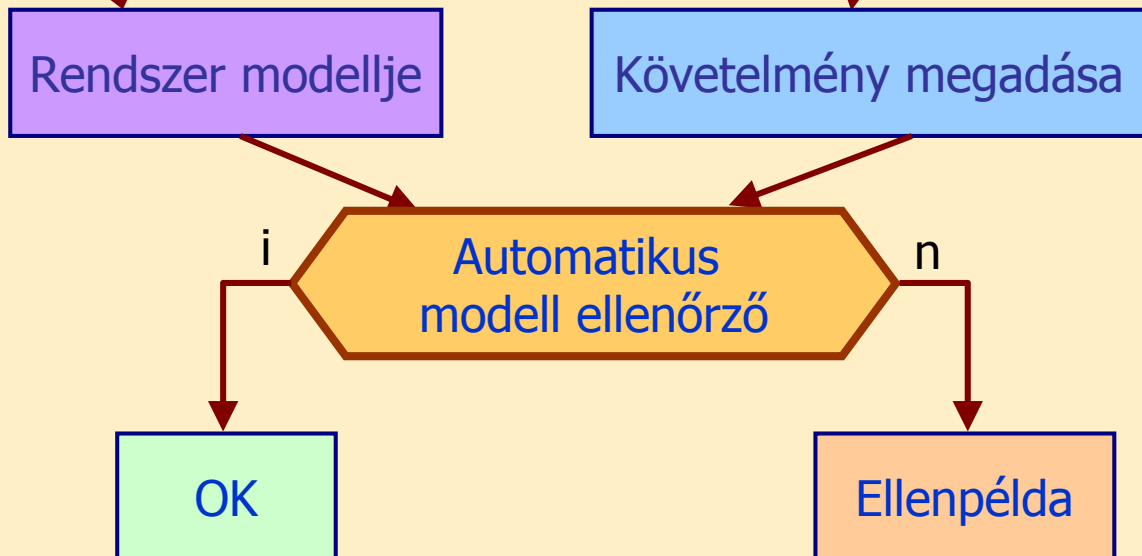 Rendszer modellje
Követelmény megadása
i
Automatikus
modell ellenőrző
n
OK
Ellenpélda